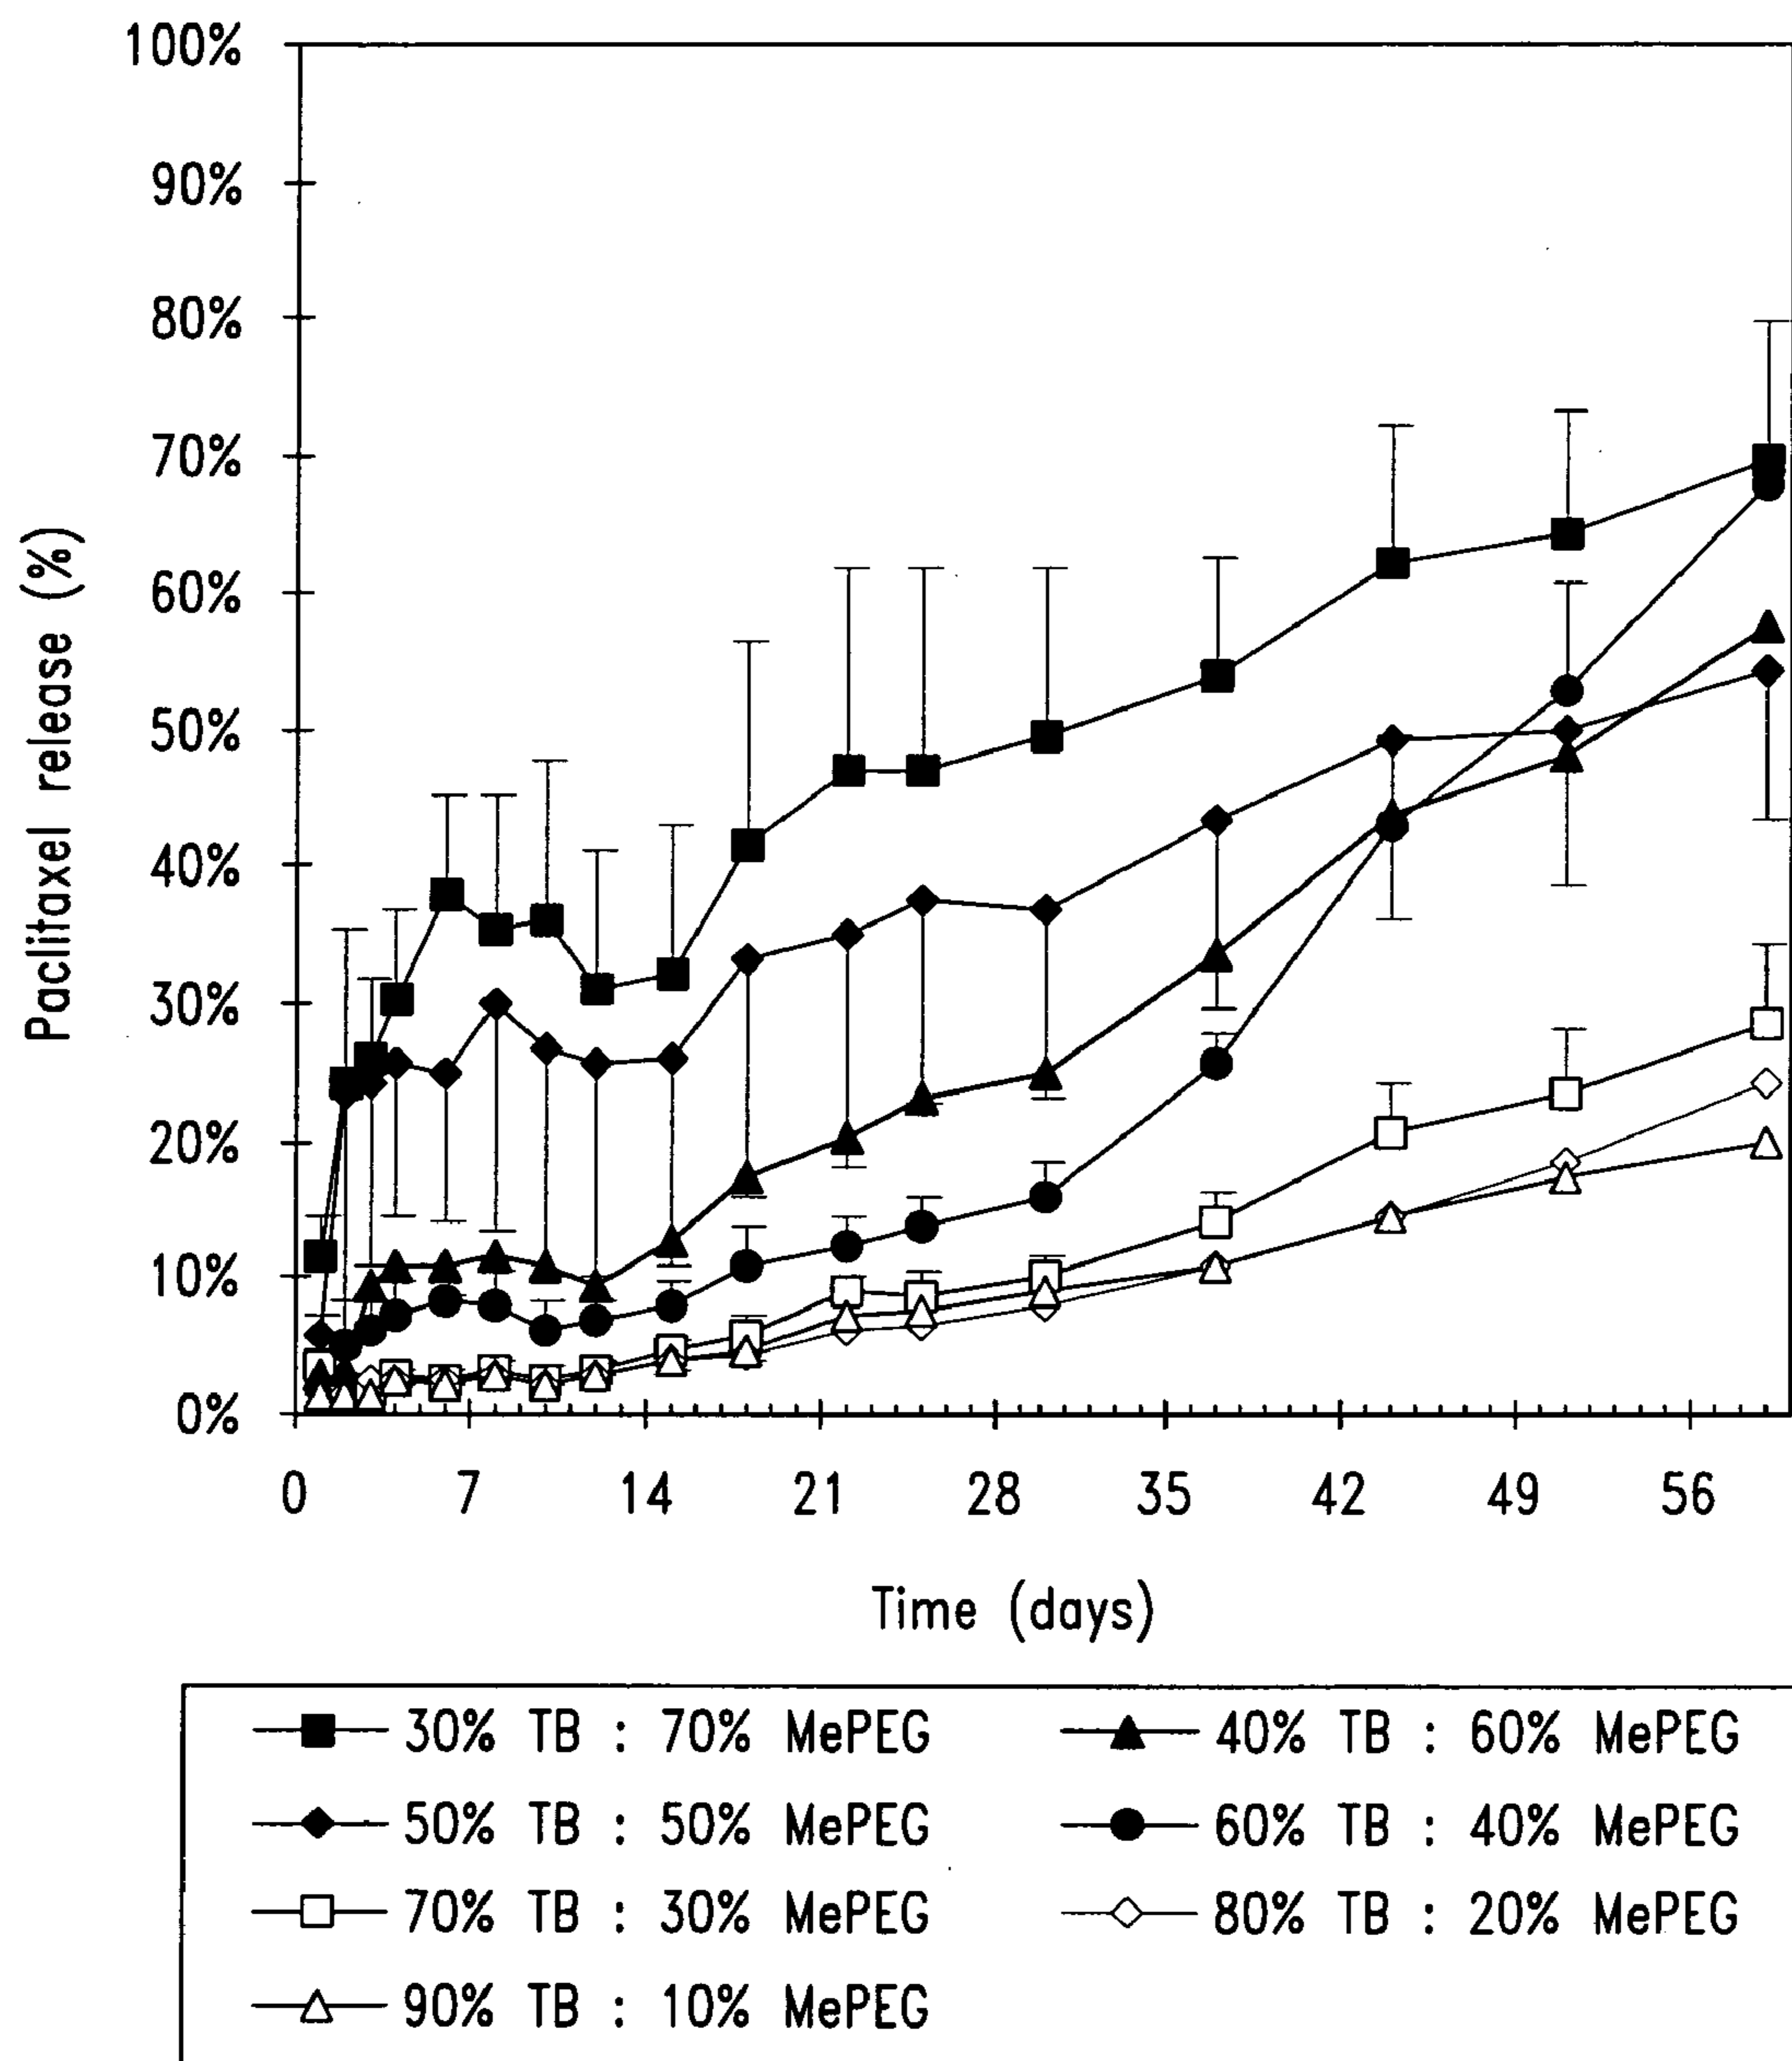 100%
90%
80%
70%
60%
50%
40%
30%
20%
10%
0%
Paclitaxel release (%)
0 7 14 21 28 35 42 49 56
Time (days)
30% TB : 70% MePEG
40% TB : 60% MePEG
50% TB : 50% MePEG
60% TB : 40% MePEG
70% TB : 30% MePEG
80% TB : 20% MePEG
90% TB : 10% MePEG